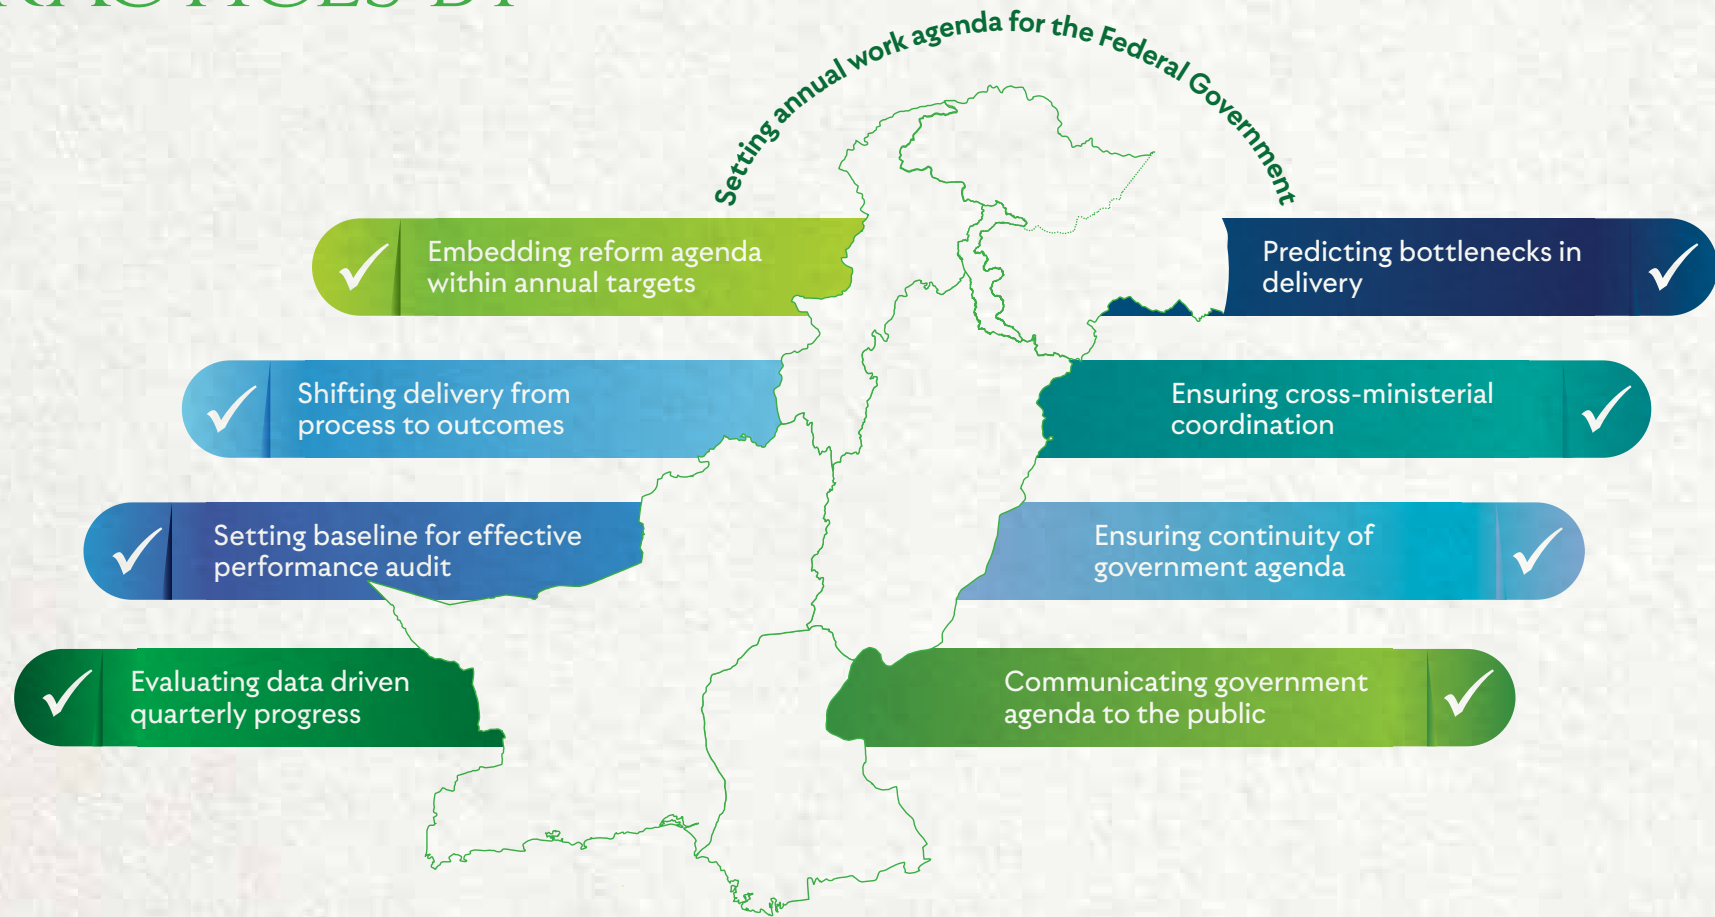 Setting annual work agenda for the Federal Government
Embedding reform agenda
within annual targets
Shifting delivery from
process to outcomes
Setting baseline for effective
performance audit
Evaluating data driven
quarterly progress
Predicting bottlenecks in
delivery
Ensuring cross-ministerial
coordination
Ensuring continuity of
government agenda
Communicating government
agenda to the public